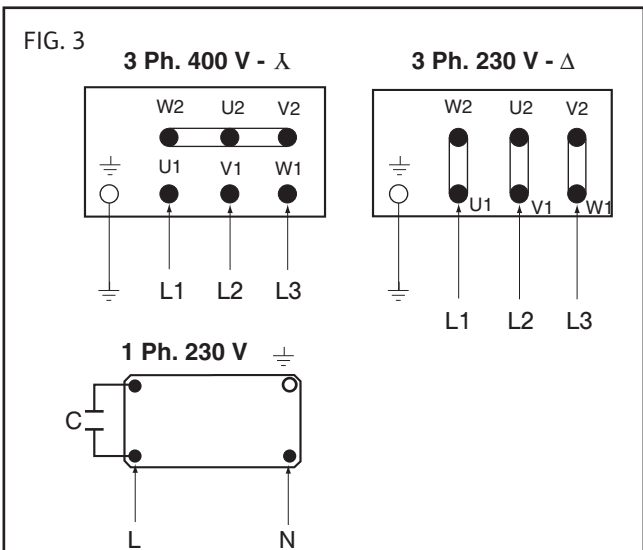 FIG. 3
3 Ph. 400 V - ⅄
W2 U2 V2
U1 V1 W1
L1 L2 L3
3 Ph. 230 V - Δ
W2 U2 V2
U1 V1 W1
L1 L2 L3
1 Ph. 230 V
C
L N